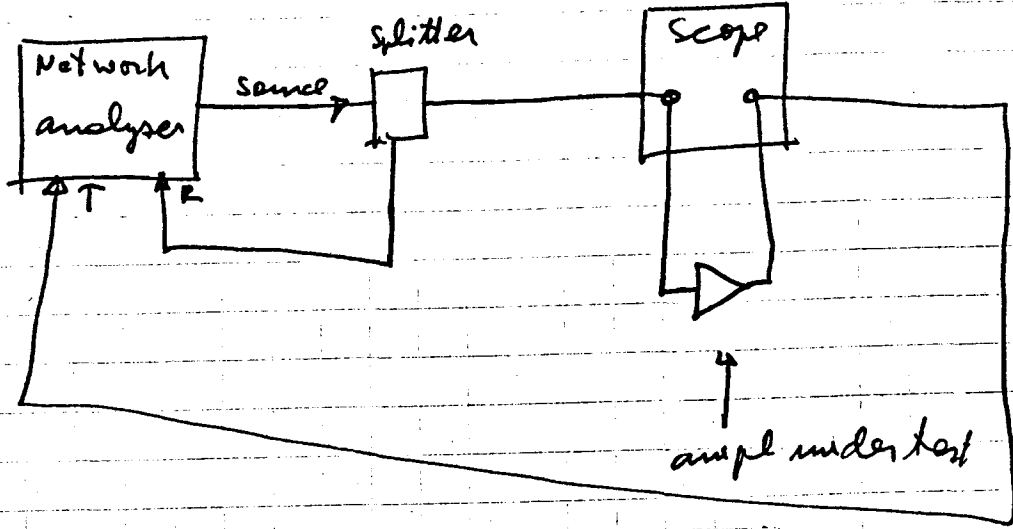 Network
analyser
source
splitter
Scope
T
R
ampl under test